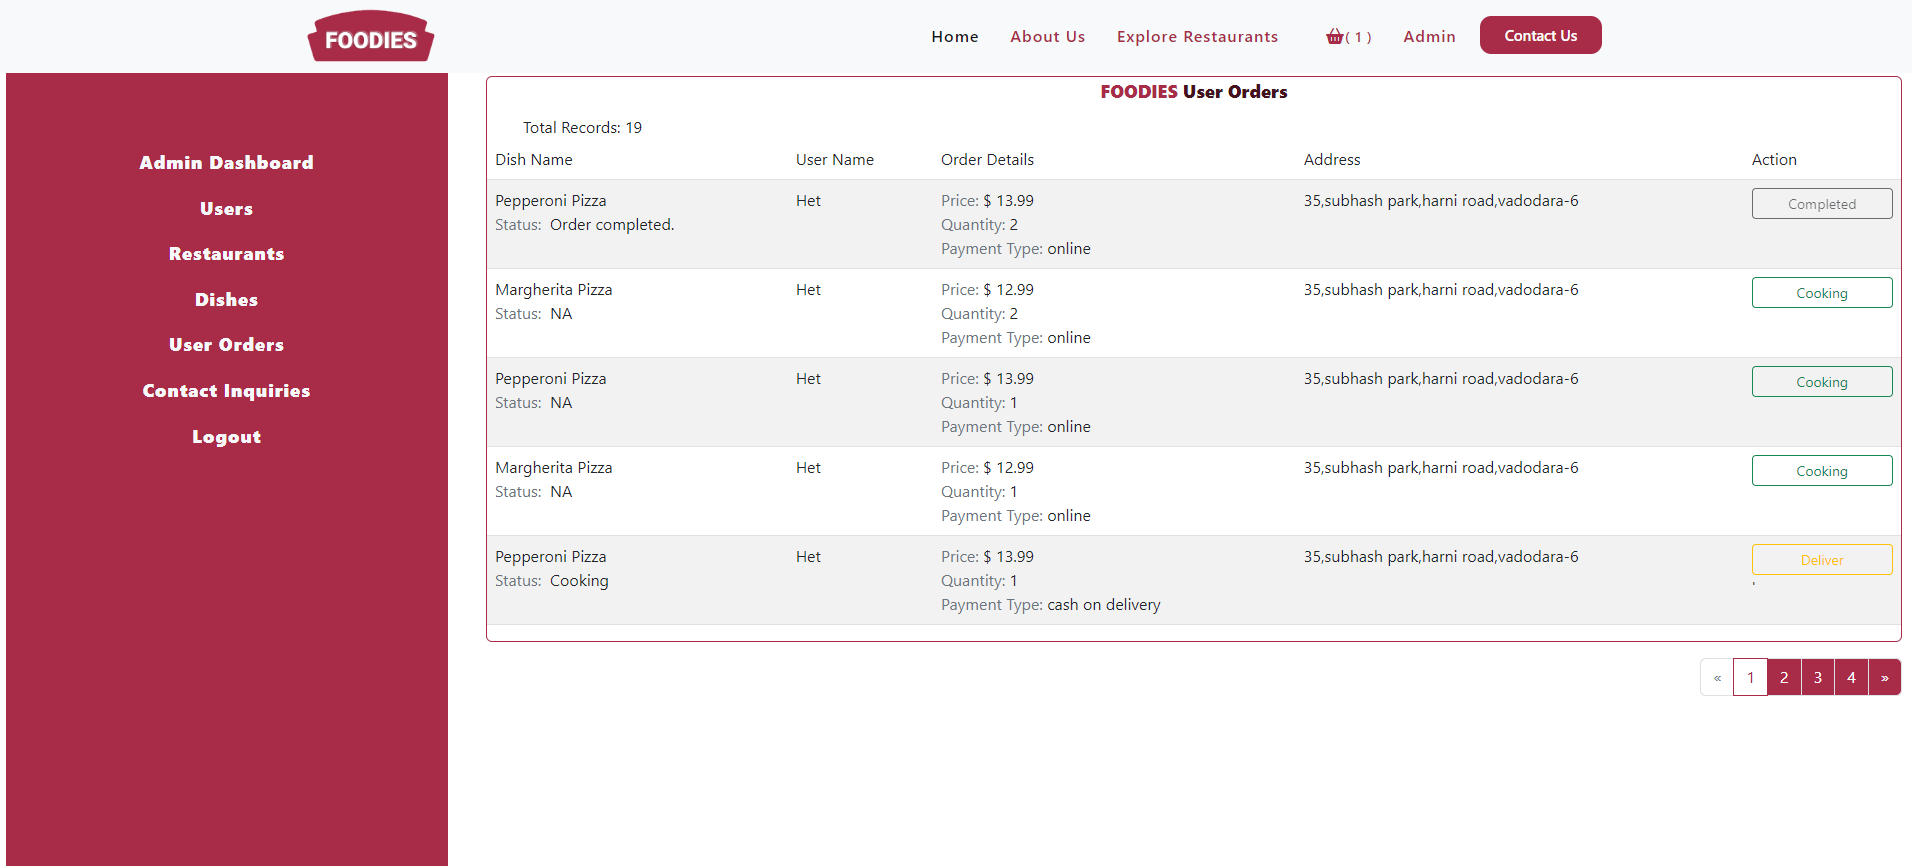 FOODIES
Home About Us Explore Restaurants ( 1 ) Admin Contact Us
Admin Dashboard
Users
Restaurants
Dishes
User Orders
Contact Inquiries
Logout
FOODIES User Orders
Total Records: 19
Dish Name User Name Order Details Address Action
Pepperoni Pizza Het Price: $ 13.99 35,subhash park,harni road,vadodara-6 Completed
Status: Order completed. Quantity: 2
Payment Type: online
Margherita Pizza Het Price: $ 12.99 35,subhash park,harni road,vadodara-6 Cooking
Status: NA Quantity: 2
Payment Type: online
Pepperoni Pizza Het Price: $ 13.99 35,subhash park,harni road,vadodara-6 Cooking
Status: NA Quantity: 1
Payment Type: online
Margherita Pizza Het Price: $ 12.99 35,subhash park,harni road,vadodara-6 Cooking
Status: NA Quantity: 1
Payment Type: online
Pepperoni Pizza Het Price: $ 13.99 35,subhash park,harni road,vadodara-6 Deliver
Status: Cooking Quantity: 1 '
Payment Type: cash on delivery
« 1 2 3 4 »